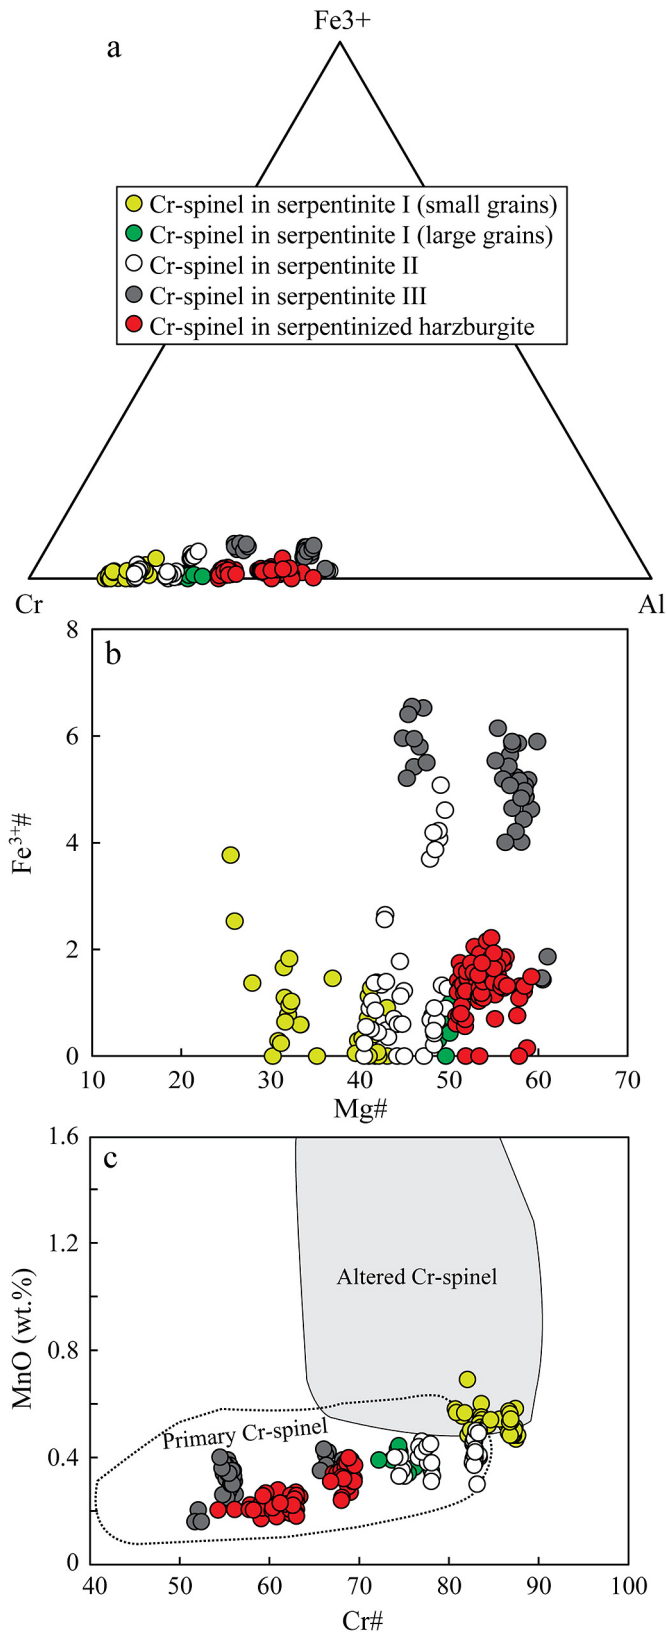 Fe3+
a
Cr-spinel in serpentinite I (small grains)
Cr-spinel in serpentinite I (large grains)
Cr-spinel in serpentinite II
Cr-spinel in serpentinite III
Cr-spinel in serpentinized harzburgite
Cr
Al
b
8
6
4
2
0
Fe³⁺#
10
20
30
40
50
60
70
Mg#
c
1.6
1.2
0.8
0.4
0
MnO (wt.%)
Altered Cr-spinel
Primary Cr-spinel
40
50
60
70
80
90
100
Cr#